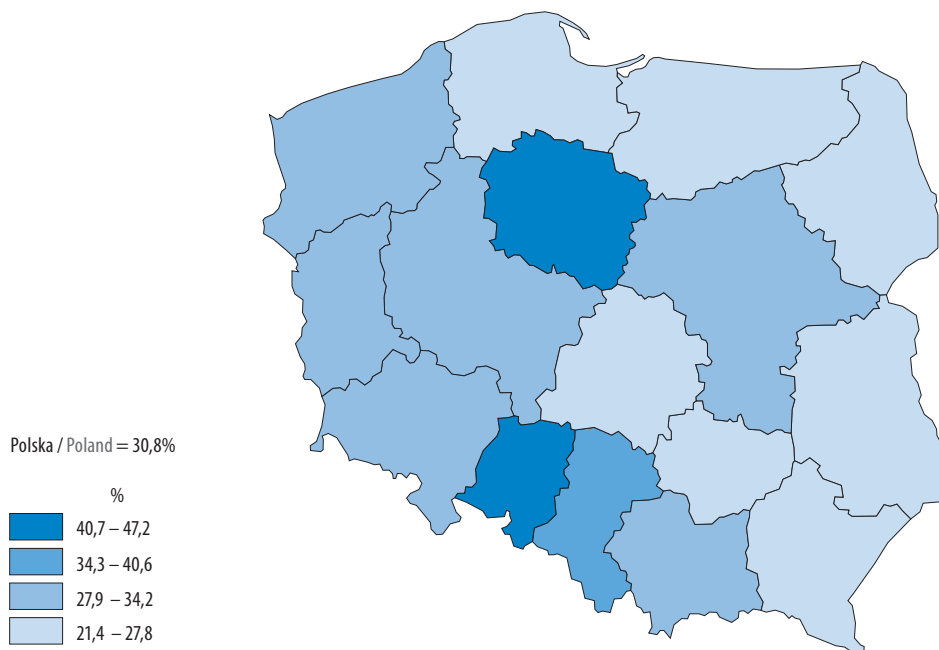 Polska / Poland = 30,8%
%
40,7 – 47,2
34,3 – 40,6
27,9 – 34,2
21,4 – 27,8